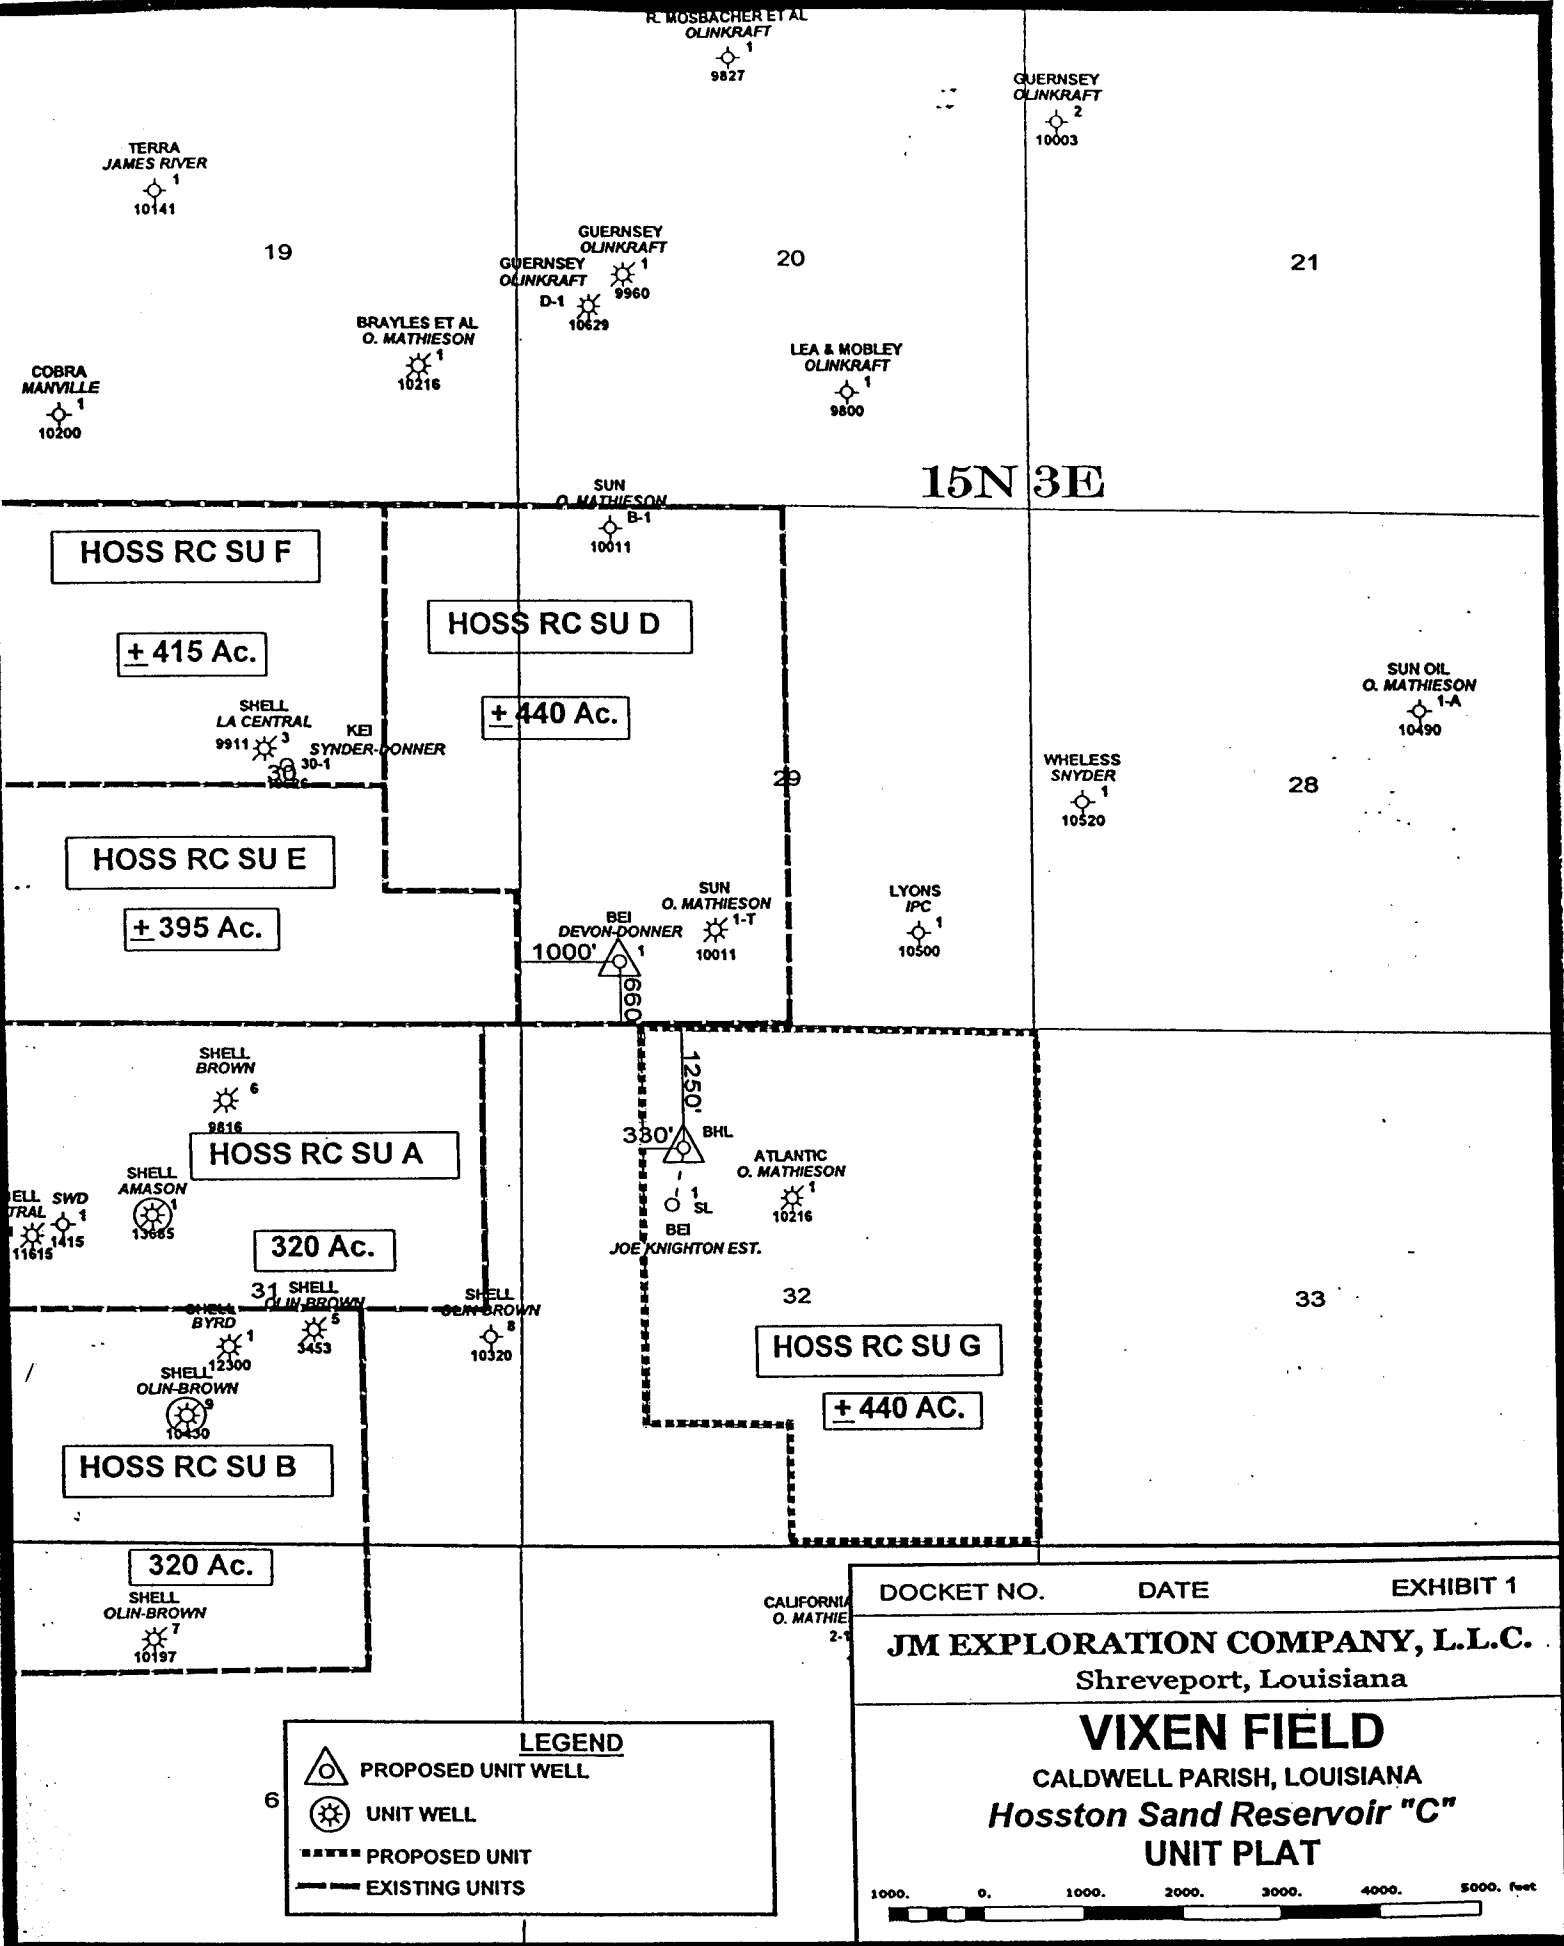 R. MOSBACHER ET AL
OLINKRAFT
1
9827
GUERNSEY
OLINKRAFT
2
10003
TERRA
JAMES RIVER
1
10141
19
GUERNSEY
OLINKRAFT
1
9960
GUERNSEY
OLINKRAFT
D-1
10629
20
21
BRAYLES ET AL
O. MATHIESON
1
10216
LEA & MOBLEY
OLINKRAFT
1
9800
COBRA
MANVILLE
1
10200
15N 3E
SUN
O. MATHIESON
B-1
10011
HOSS RC SU F
± 415 Ac.
HOSS RC SU D
± 440 Ac.
SHELL
LA CENTRAL
9911
3
KEI
SYNDER-DONNER
30-1
30
29
SUN OIL
O. MATHIESON
1-A
10490
WHELESS
SNYDER
1
10520
28
HOSS RC SU E
± 395 Ac.
SUN
O. MATHIESON
1-T
10011
LYONS
IPC
1
10500
BEI
DEVON-DONNER
1
1000'
660'
SHELL
BROWN
6
9816
HOSS RC SU A
1250'
330'
BHL
1
SL
BEI
JOE KNIGHTON EST.
ATLANTIC
O. MATHIESON
1
10216
SHELL
AMASON
1
13685
ELL
TRAL
11615
SWD
1
1415
320 Ac.
31
SHELL
OLIN-BROWN
5
3453
SHELL
BYRD
1
12300
SHELL
OLIN-BROWN
8
10320
32
33
HOSS RC SU G
± 440 AC.
SHELL
OLIN-BROWN
9
10430
HOSS RC SU B
320 Ac.
SHELL
OLIN-BROWN
7
10197
CALIFORNIA
O. MATHIE
2-1
DOCKET NO. DATE EXHIBIT 1
JM EXPLORATION COMPANY, L.L.C.
Shreveport, Louisiana
VIXEN FIELD
CALDWELL PARISH, LOUISIANA
Hosston Sand Reservoir "C"
UNIT PLAT
1000. 0. 1000. 2000. 3000. 4000. 5000. feet
6
LEGEND
PROPOSED UNIT WELL
UNIT WELL
PROPOSED UNIT
EXISTING UNITS